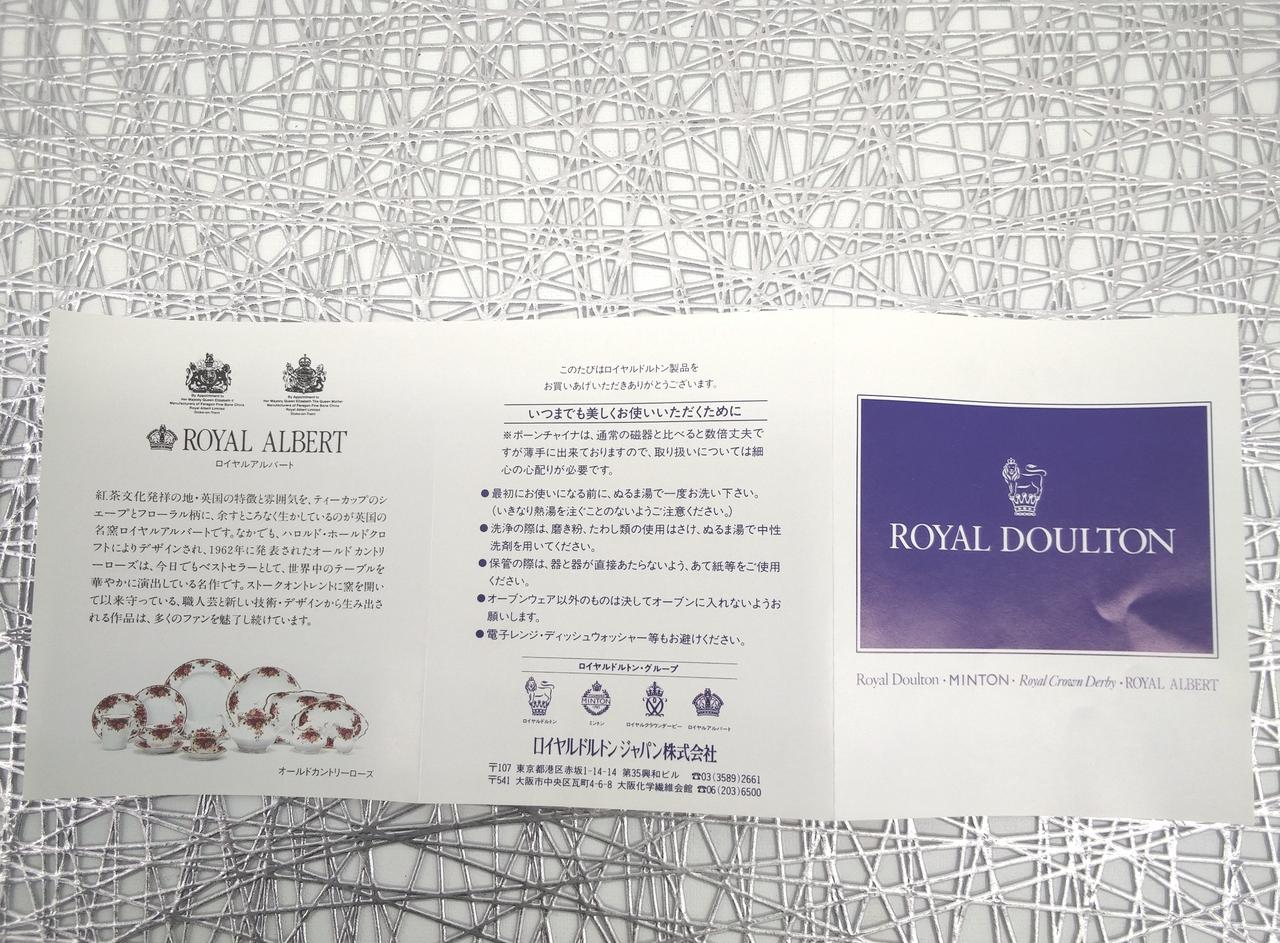 By Appointment to
Her Majesty Queen Elizabeth II
Manufacturers of Paragon Fine Bone China
Royal Albert Limited
Stoke-on-Trent
By Appointment to
Her Majesty Queen Elizabeth The Queen Mother
Manufacturers of Paragon Fine Bone China
Royal Albert Limited
Stoke-on-Trent
ROYAL ALBERT
ロイヤルアルバート
紅茶文化発祥の地・英国の特徴と雰囲気を、ティーカップのシ
ェープとフローラル柄に、余すところなく生かしているのが英国の
名窯ロイヤルアルバートです。なかでも、ハロルド・ホールドクロ
フトによりデザインされ、1962年に発表されたオールドカントリ
ーローズは、今日でもベストセラーとして、世界中のテーブルを
華やかに演出している名作です。ストークオントレントに窯を開い
て以来守っている、職人芸と新しい技術・デザインから生み出さ
れる作品は、多くのファンを魅了し続けています。
オールドカントリーローズ
このたびはロイヤルドルトン製品を
お買いあげいただきありがとうございます。
いつまでも美しくお使いいただくために
※ボーンチャイナは、通常の磁器と比べると数倍丈夫で
すが薄手に出来ておりますので、取り扱いについては細
心の心配りが必要です。
●最初にお使いになる前に、ぬるま湯で一度お洗い下さい。
（いきなり熱湯を注ぐことのないようご注意ください。）
●洗浄の際は、磨き粉、たわし類の使用はさけ、ぬるま湯で中性
洗剤を用いてください。
●保管の際は、器と器が直接あたらないよう、あて紙等をご使用
ください。
●オーブンウェア以外のものは決してオーブンに入れないようお
願いします。
●電子レンジ・ディッシュウォッシャー等もお避けください。
ロイヤルドルトン・グループ
MINTON
ロイヤルドルトン ミントン ロイヤルクラウンダービー ロイヤルアルバート
ロイヤルドルトンジャパン株式会社
〒107 東京都港区赤坂1-14-14 第35興和ビル ☎03(3589)2661
〒541 大阪市中央区瓦町4-6-8 大阪化学繊維会館 ☎06(203)6500
ROYAL DOULTON
Royal Doulton・MINTON・Royal Crown Derby・ROYAL ALBERT